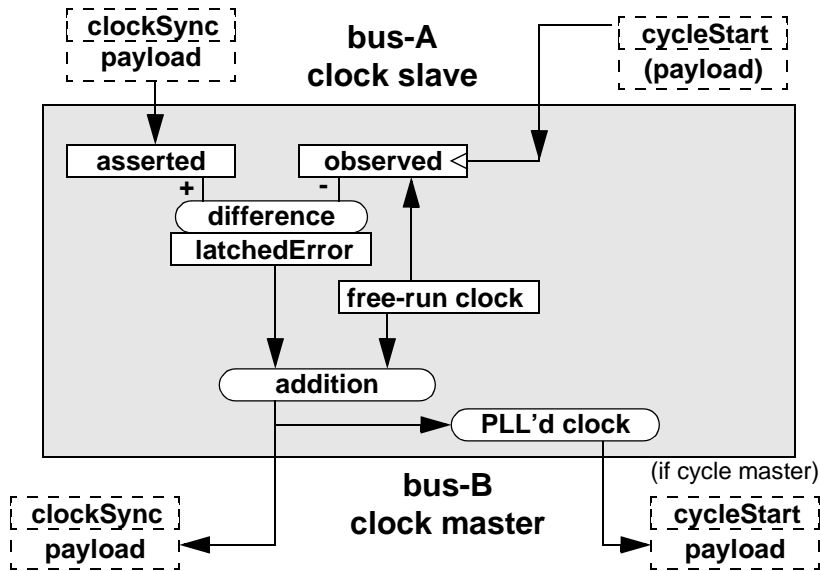 clockSync
payload
bus-A
clock slave
cycleStart
(payload)
asserted
observed
+
-
difference
latchedError
free-run clock
addition
PLL'd clock
(if cycle master)
bus-B
clock master
clockSync
payload
cycleStart
payload